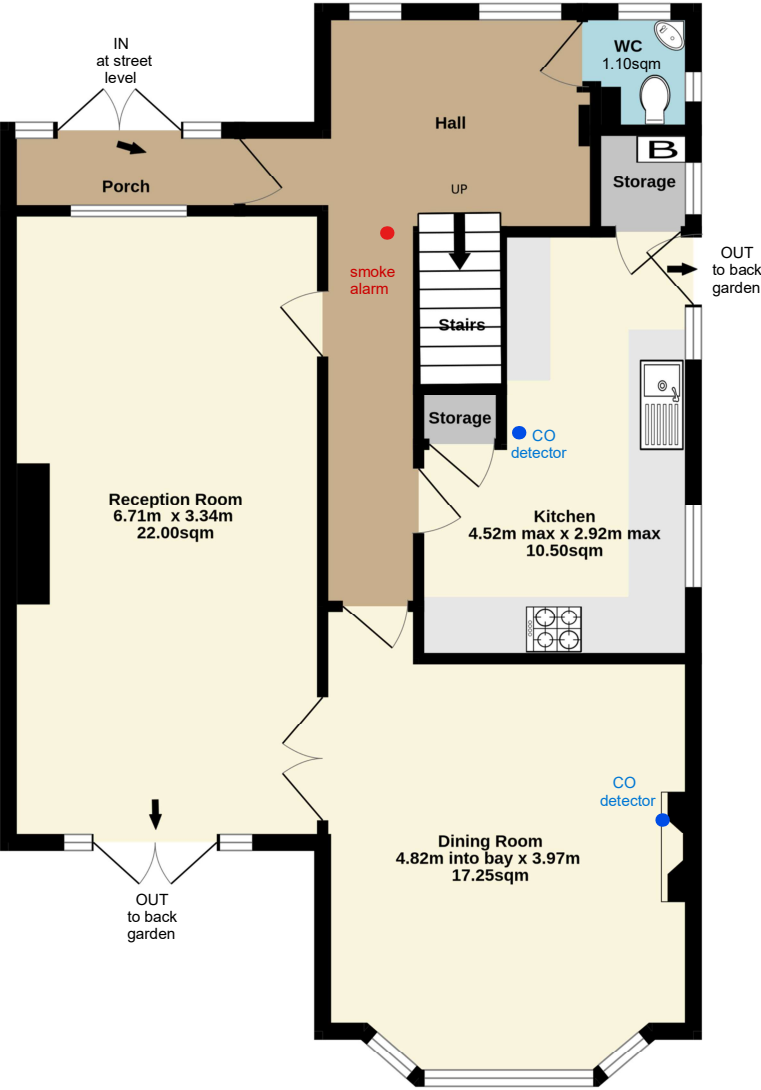 IN
at street
level
WC
1.10sqm
Hall
B
Storage
Porch
UP
smoke
alarm
OUT
to back
garden
Stairs
Storage
CO
detector
Reception Room
6.71m x 3.34m
22.00sqm
Kitchen
4.52m max x 2.92m max
10.50sqm
CO
detector
Dining Room
4.82m into bay x 3.97m
17.25sqm
OUT
to back
garden